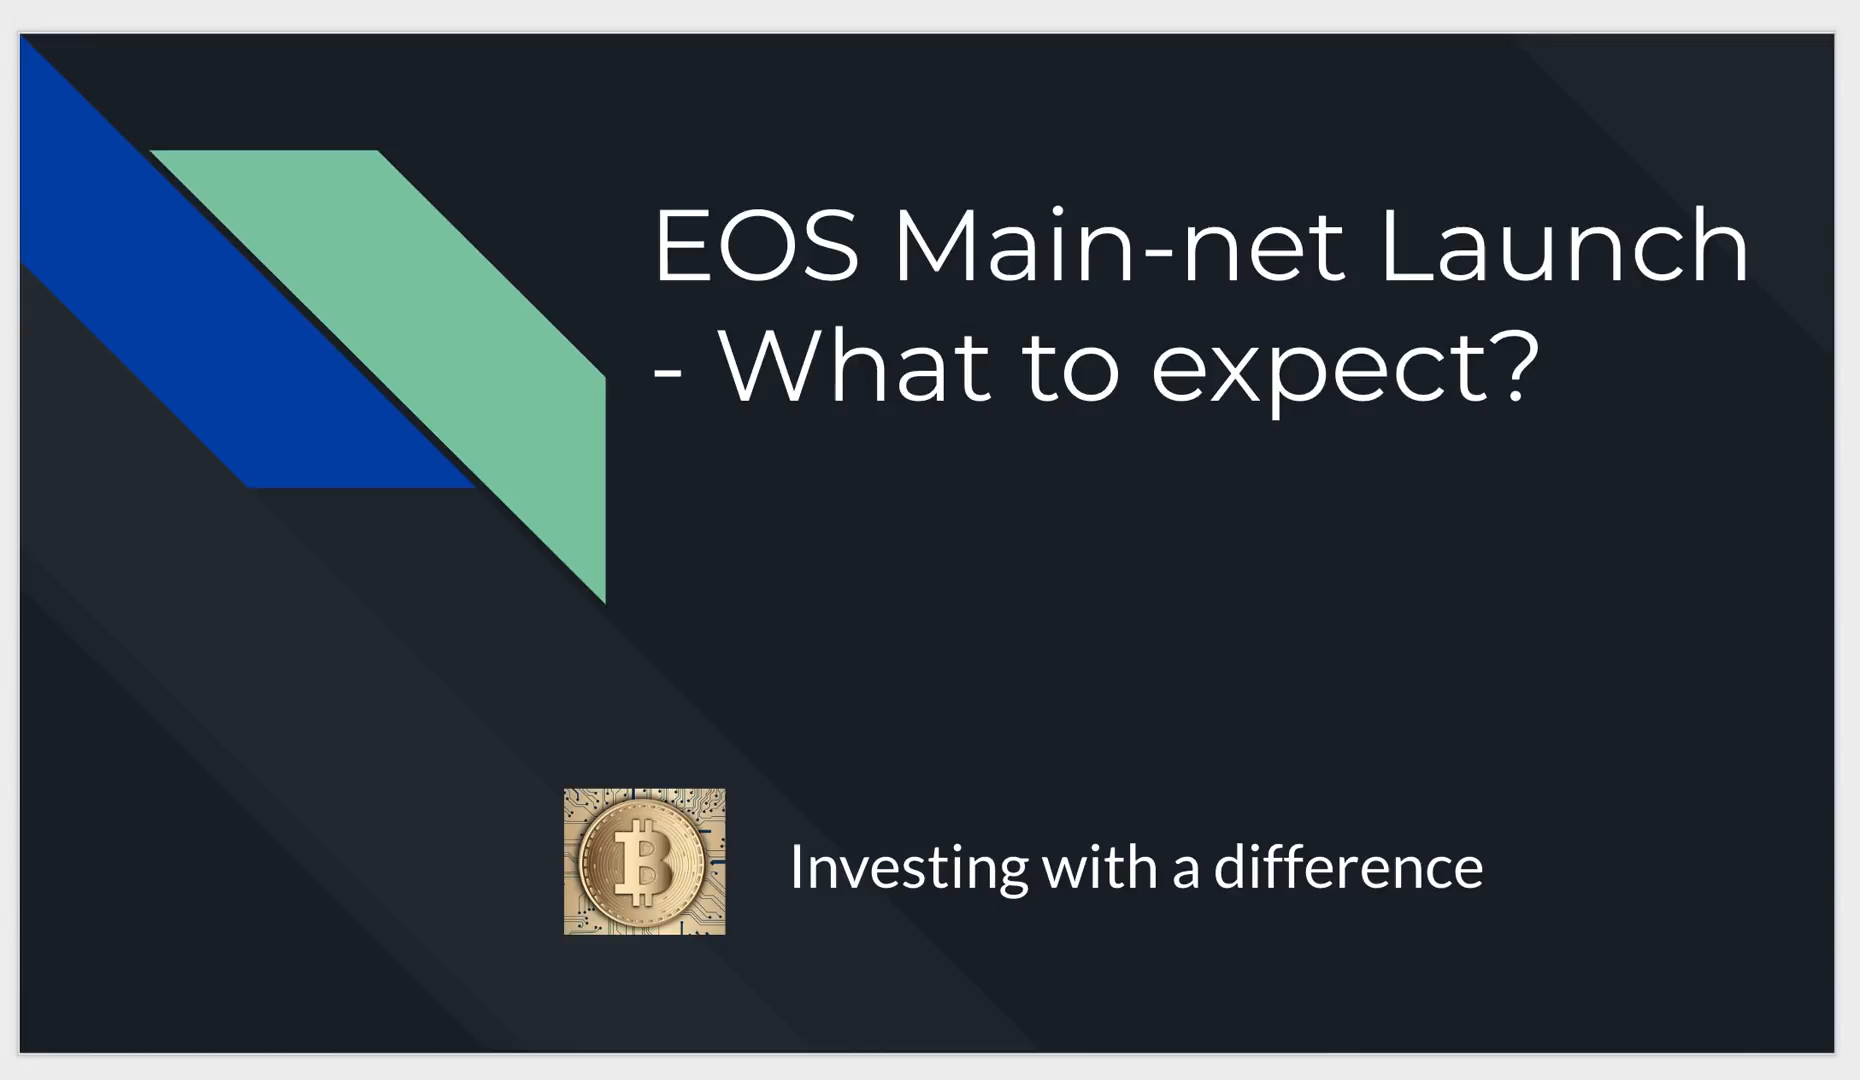 EOS Main-net Launch
- What to expect?
Investing with a difference